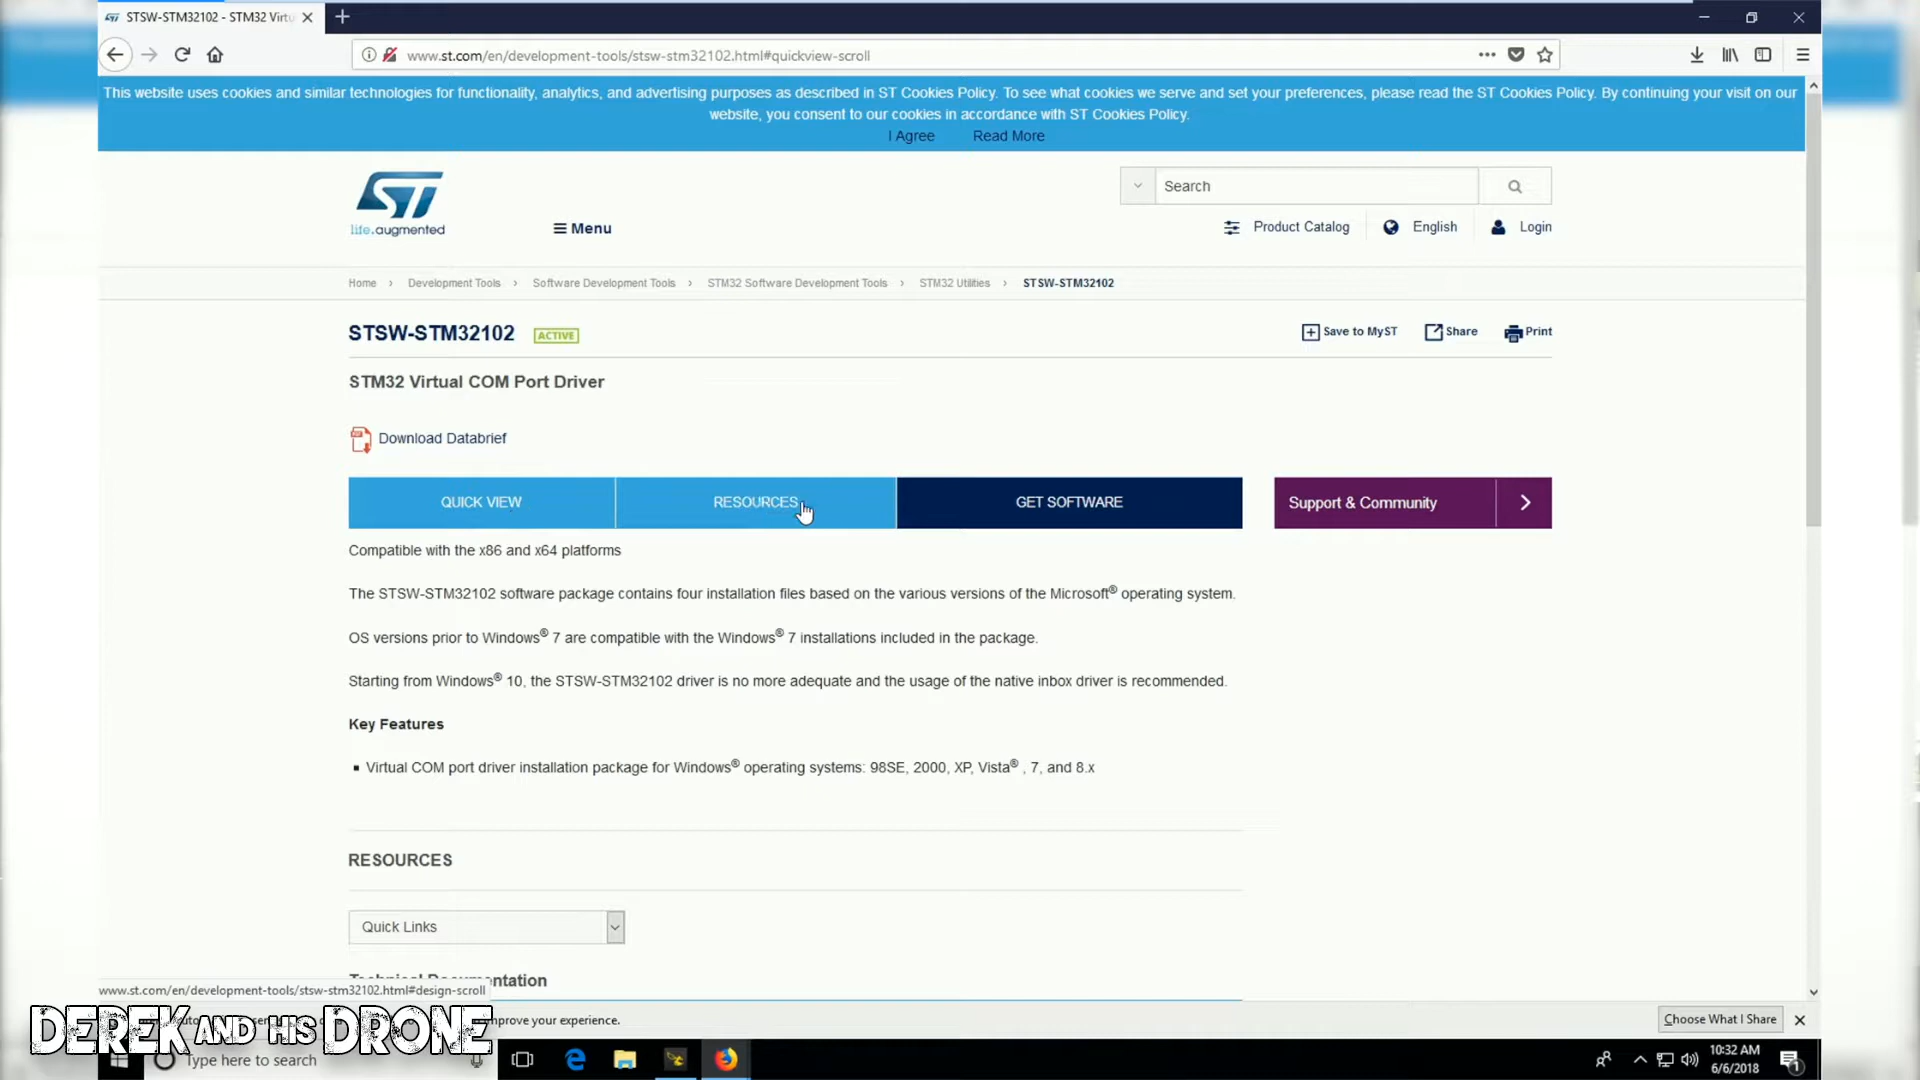 STSW-STM32102 - STM32 Virtu
www.st.com/en/development-tools/stsw-stm32102.html#quickview-scroll
This website uses cookies and similar technologies for functionality, analytics, and advertising purposes as described in ST Cookies Policy. To see what cookies we serve and set your preferences, please read the ST Cookies Policy. By continuing your visit on our
website, you consent to our cookies in accordance with ST Cookies Policy.
I Agree Read More
ST
life.augmented
Menu
Search
Product Catalog English Login
Home › Development Tools › Software Development Tools › STM32 Software Development Tools › STM32 Utilities › STSW-STM32102
STSW-STM32102 ACTIVE
Save to MyST Share Print
STM32 Virtual COM Port Driver
Download Databrief
QUICK VIEW RESOURCES GET SOFTWARE Support & Community
Compatible with the x86 and x64 platforms
The STSW-STM32102 software package contains four installation files based on the various versions of the Microsoft® operating system.
OS versions prior to Windows® 7 are compatible with the Windows® 7 installations included in the package.
Starting from Windows® 10, the STSW-STM32102 driver is no more adequate and the usage of the native inbox driver is recommended.
Key Features
▪ Virtual COM port driver installation package for Windows® operating systems: 98SE, 2000, XP, Vista® , 7, and 8.x
RESOURCES
Quick Links
www.st.com/en/development-tools/stsw-stm32102.html#design-scroll
mprove your experience.
Choose What I Share
DEREK AND HIS DRONE
Type here to search
10:32 AM
6/6/2018
1